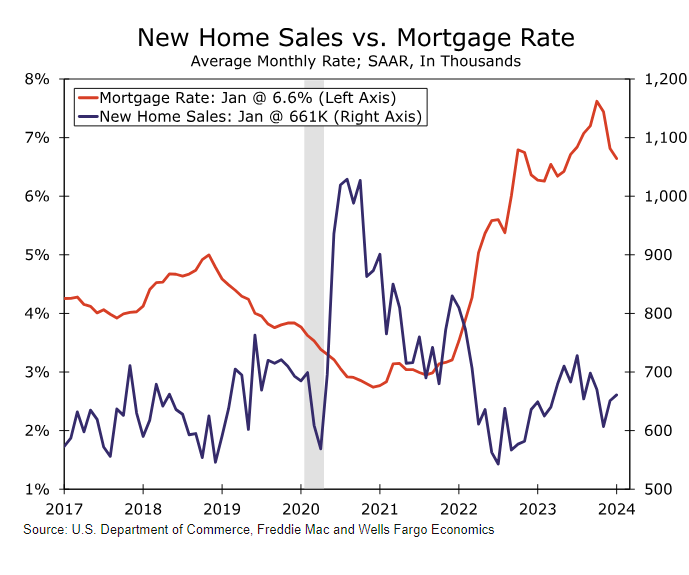 New Home Sales vs. Mortgage Rate
Average Monthly Rate; SAAR, In Thousands
8% 1,200
Mortgage Rate: Jan @ 6.6% (Left Axis)
New Home Sales: Jan @ 661K (Right Axis)
7% 1,100
6% 1,000
5% 900
4% 800
3% 700
2% 600
1% 500
2017 2018 2019 2020 2021 2022 2023 2024
Source: U.S. Department of Commerce, Freddie Mac and Wells Fargo Economics